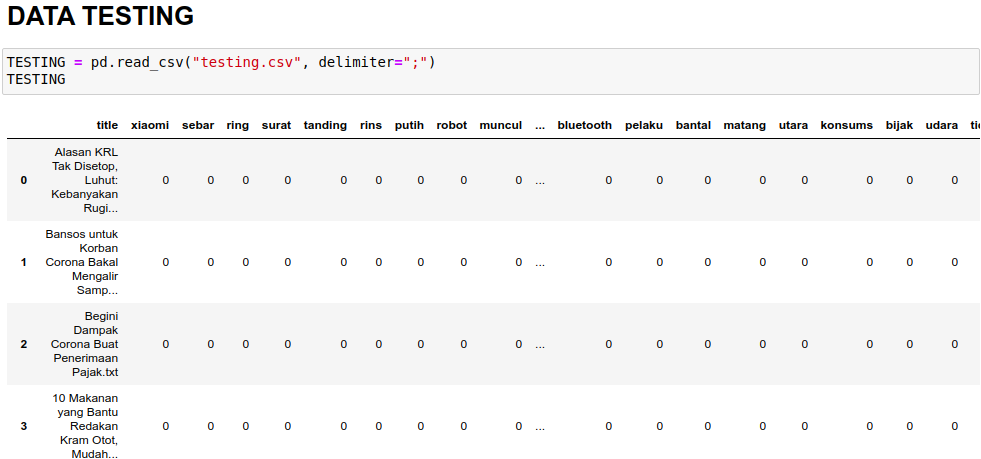 DATA TESTING
TESTING = pd.read_csv("testing.csv", delimiter=";")
TESTING
title xiaomi sebar ring surat tanding rins putih robot muncul ... bluetooth pelaku bantal matang utara konsums bijak udara
0 Alasan KRL Tak Disetop, Luhut: Kebanyakan Rugi... 0 0 0 0 0 0 0 0 0 ... 0 0 0 0 0 0 0 0
1 Bansos untuk Korban Corona Bakal Mengalir Samp... 0 0 0 0 0 0 0 0 0 ... 0 0 0 0 0 0 0 0
2 Begini Dampak Corona Buat Penerimaan Pajak.txt 0 0 0 0 0 0 0 0 0 ... 0 0 0 0 0 0 0 0
3 10 Makanan yang Bantu Redakan Kram Otot, Mudah... 0 0 0 0 0 0 0 0 0 ... 0 0 0 0 0 0 0 0